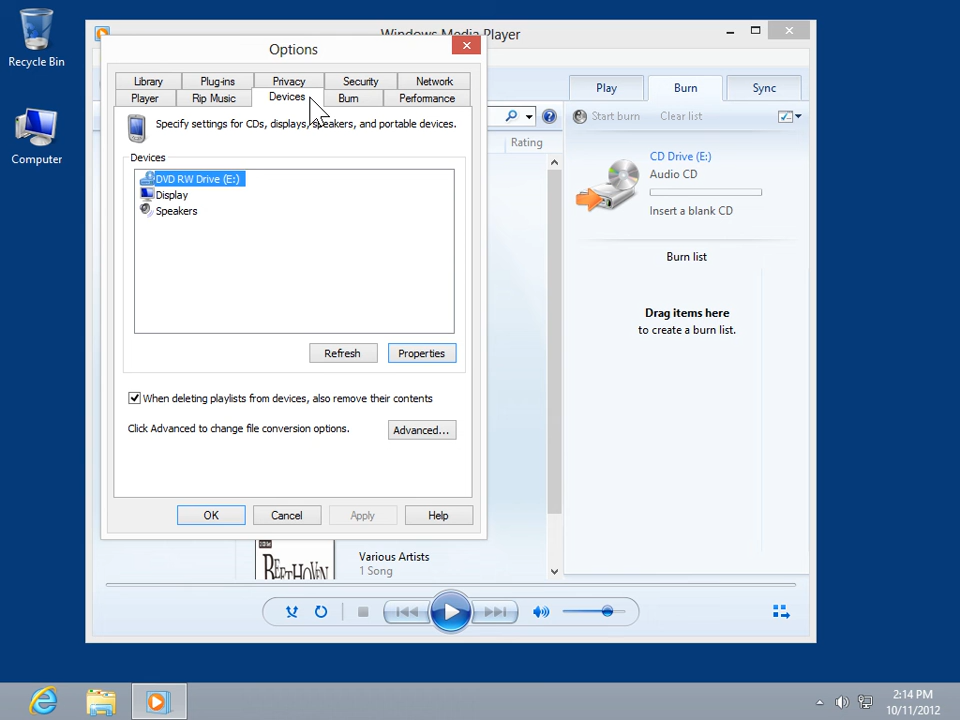 Recycle Bin
Computer
Windows Media Player
Options
Library
Plug-ins
Privacy
Security
Network
Player
Rip Music
Devices
Burn
Performance
Specify settings for CDs, displays, speakers, and portable devices.
Devices
DVD RW Drive (E:)
Display
Speakers
Refresh
Properties
When deleting playlists from devices, also remove their contents
Click Advanced to change file conversion options.
Advanced...
OK
Cancel
Apply
Help
Play
Burn
Sync
Start burn
Clear list
Rating
CD Drive (E:)
Audio CD
Insert a blank CD
Burn list
Drag items here
to create a burn list.
BEETHOVEN
Various Artists
1 Song
2:14 PM
10/11/2012